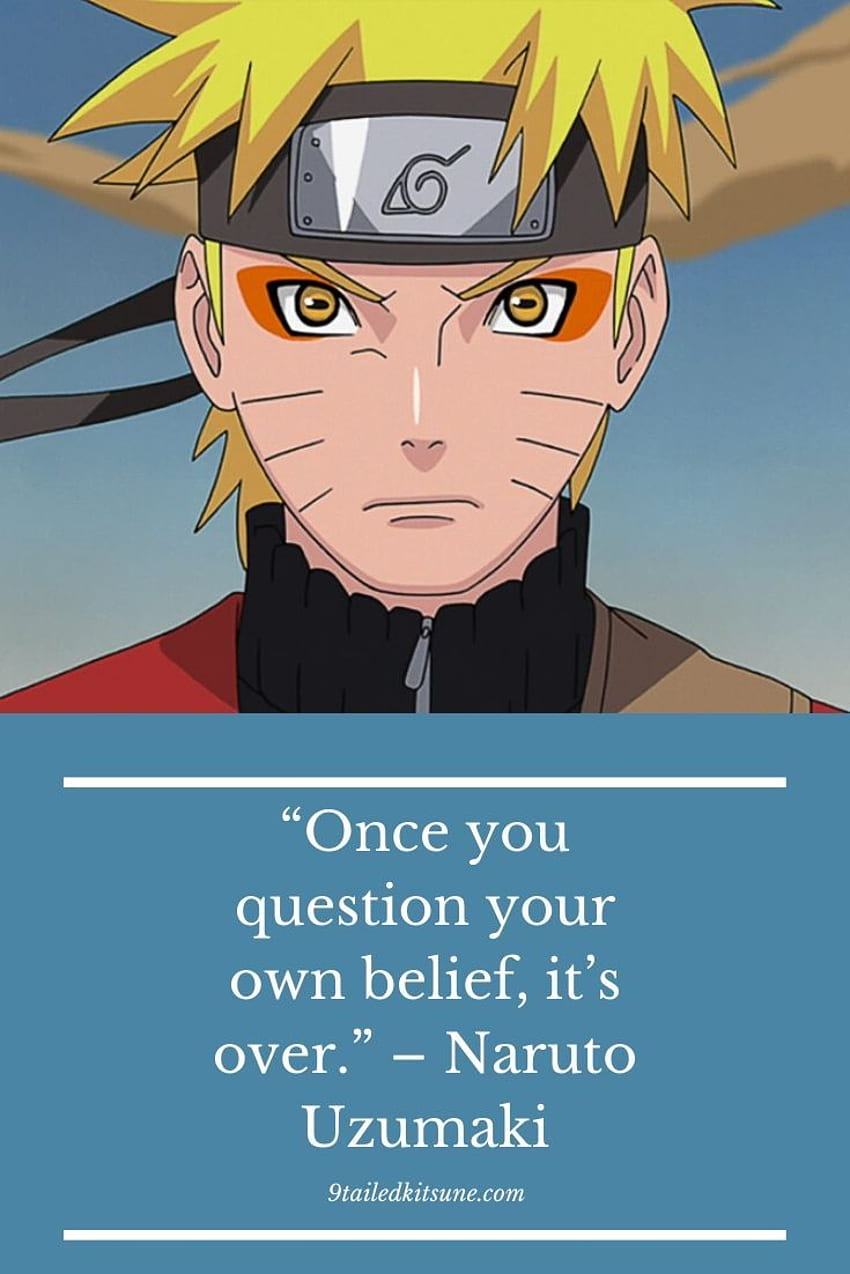 “Once you
question your
own belief, it’s
over.” – Naruto
Uzumaki
9tailedkitsune.com